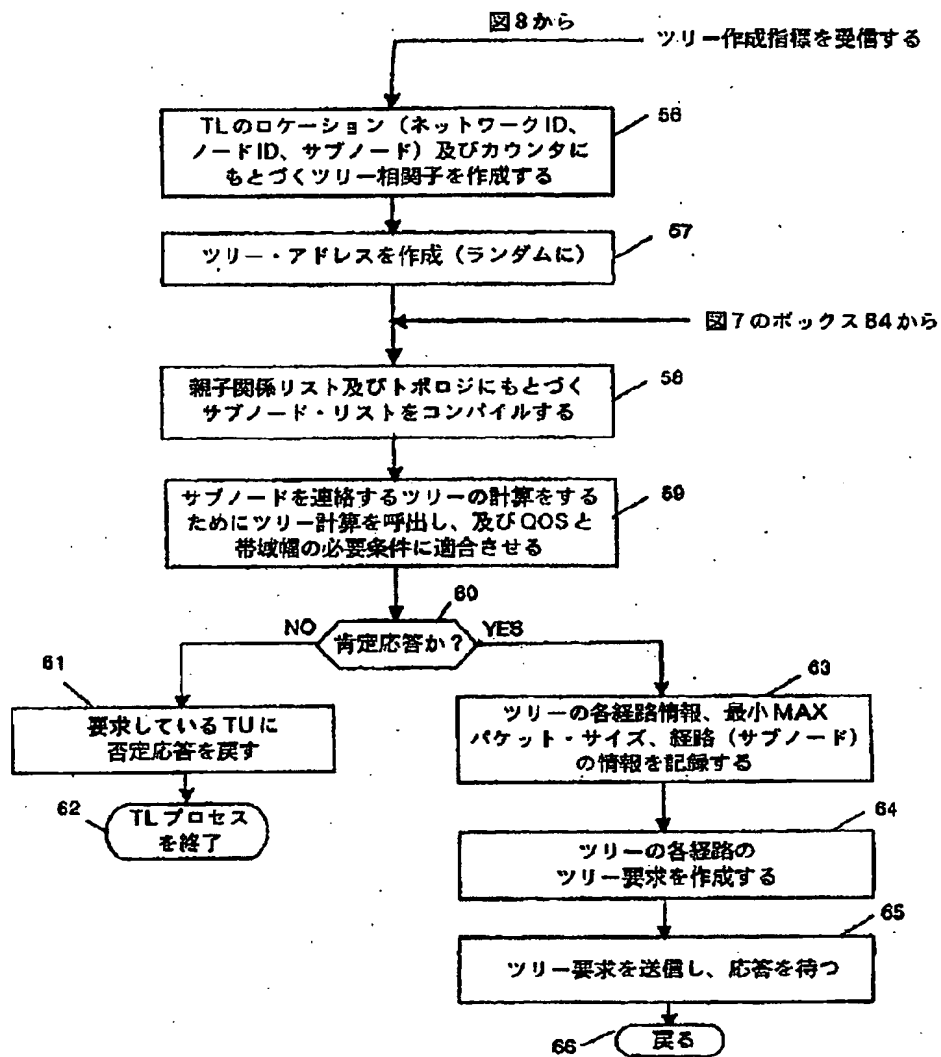 図8から
ツリー作成指標を受信する
TLのロケーション（ネットワークID、
ノードID、サブノード）及びカウンタに
もとづくツリー相関子を作成する
56
ツリー・アドレスを作成（ランダムに）
57
図7のボックス84から
親子関係リスト及びトポロジにもとづく
サブノード・リストをコンパイルする
58
サブノードを連絡するツリーの計算をする
ためにツリー計算を呼出し、及びQOSと
帯域幅の必要条件に適合させる
59
60
NO
肯定応答か？
YES
61
要求しているTUに
否定応答を戻す
62
TLプロセス
を終了
63
ツリーの各経路情報、最小MAX
パケット・サイズ、経路（サブノード）
の情報を記録する
64
ツリーの各経路の
ツリー要求を作成する
65
ツリー要求を送信し、応答を待つ
66
戻る